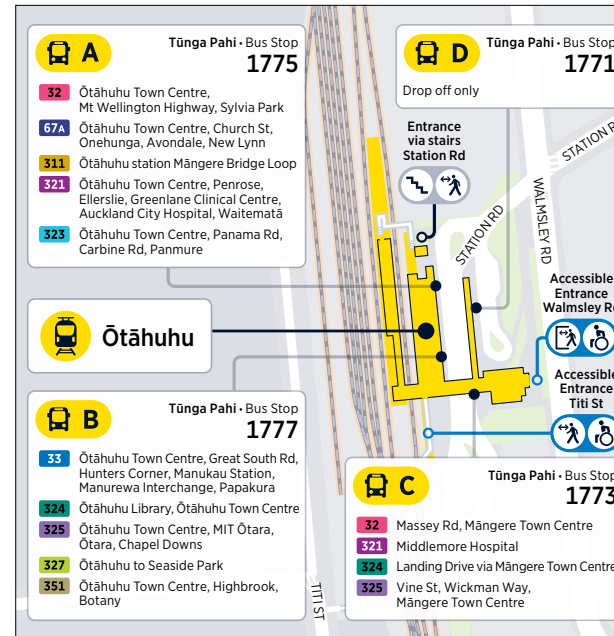 A
Tūnga Pahi • Bus Stop
1775
32 Ōtāhuhu Town Centre,
Mt Wellington Highway, Sylvia Park
67A Ōtāhuhu Town Centre, Church St,
Onehunga, Avondale, New Lynn
311 Ōtāhuhu station Māngere Bridge Loop
321 Ōtāhuhu Town Centre, Penrose,
Ellerslie, Greenlane Clinical Centre,
Auckland City Hospital, Waitematā
323 Ōtāhuhu Town Centre, Panama Rd,
Carbine Rd, Panmure
D
Tūnga Pahi • Bus Stop
1771
Drop off only
Entrance
via stairs
Station Rd
STATION R
STATION RD
WALMSLEY RD
Accessible
Entrance
Walmsley Rd
Ōtāhuhu
Accessible
Entrance
Titi St
B
Tūnga Pahi • Bus Stop
1777
33 Ōtāhuhu Town Centre, Great South Rd,
Hunters Corner, Manukau Station,
Manurewa Interchange, Papakura
324 Ōtāhuhu Library, Ōtāhuhu Town Centre
325 Ōtāhuhu Town Centre, MIT Ōtara,
Ōtara, Chapel Downs
327 Ōtāhuhu to Seaside Park
351 Ōtāhuhu Town Centre, Highbrook,
Botany
TITI ST
C
Tūnga Pahi • Bus Stop
1773
32 Massey Rd, Māngere Town Centre
321 Middlemore Hospital
324 Landing Drive via Māngere Town Centre
325 Vine St, Wickman Way,
Māngere Town Centre